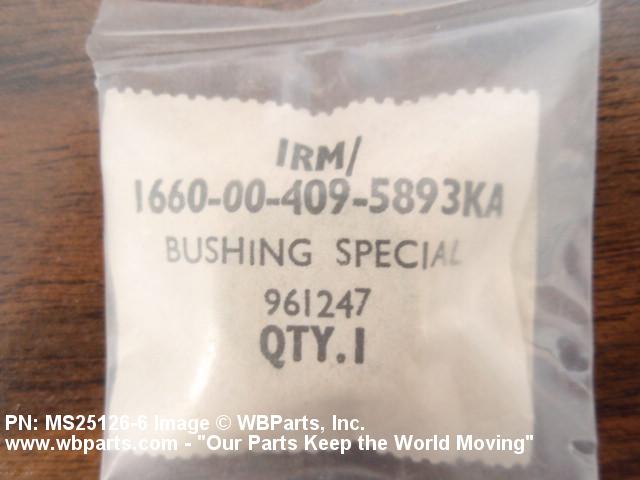 IRM/
1660-00-409-5893KA
BUSHING SPECIAL
961247
QTY.1
PN: MS25126-6 Image © WBParts, Inc.
www.wbparts.com - "Our Parts Keep the World Moving"